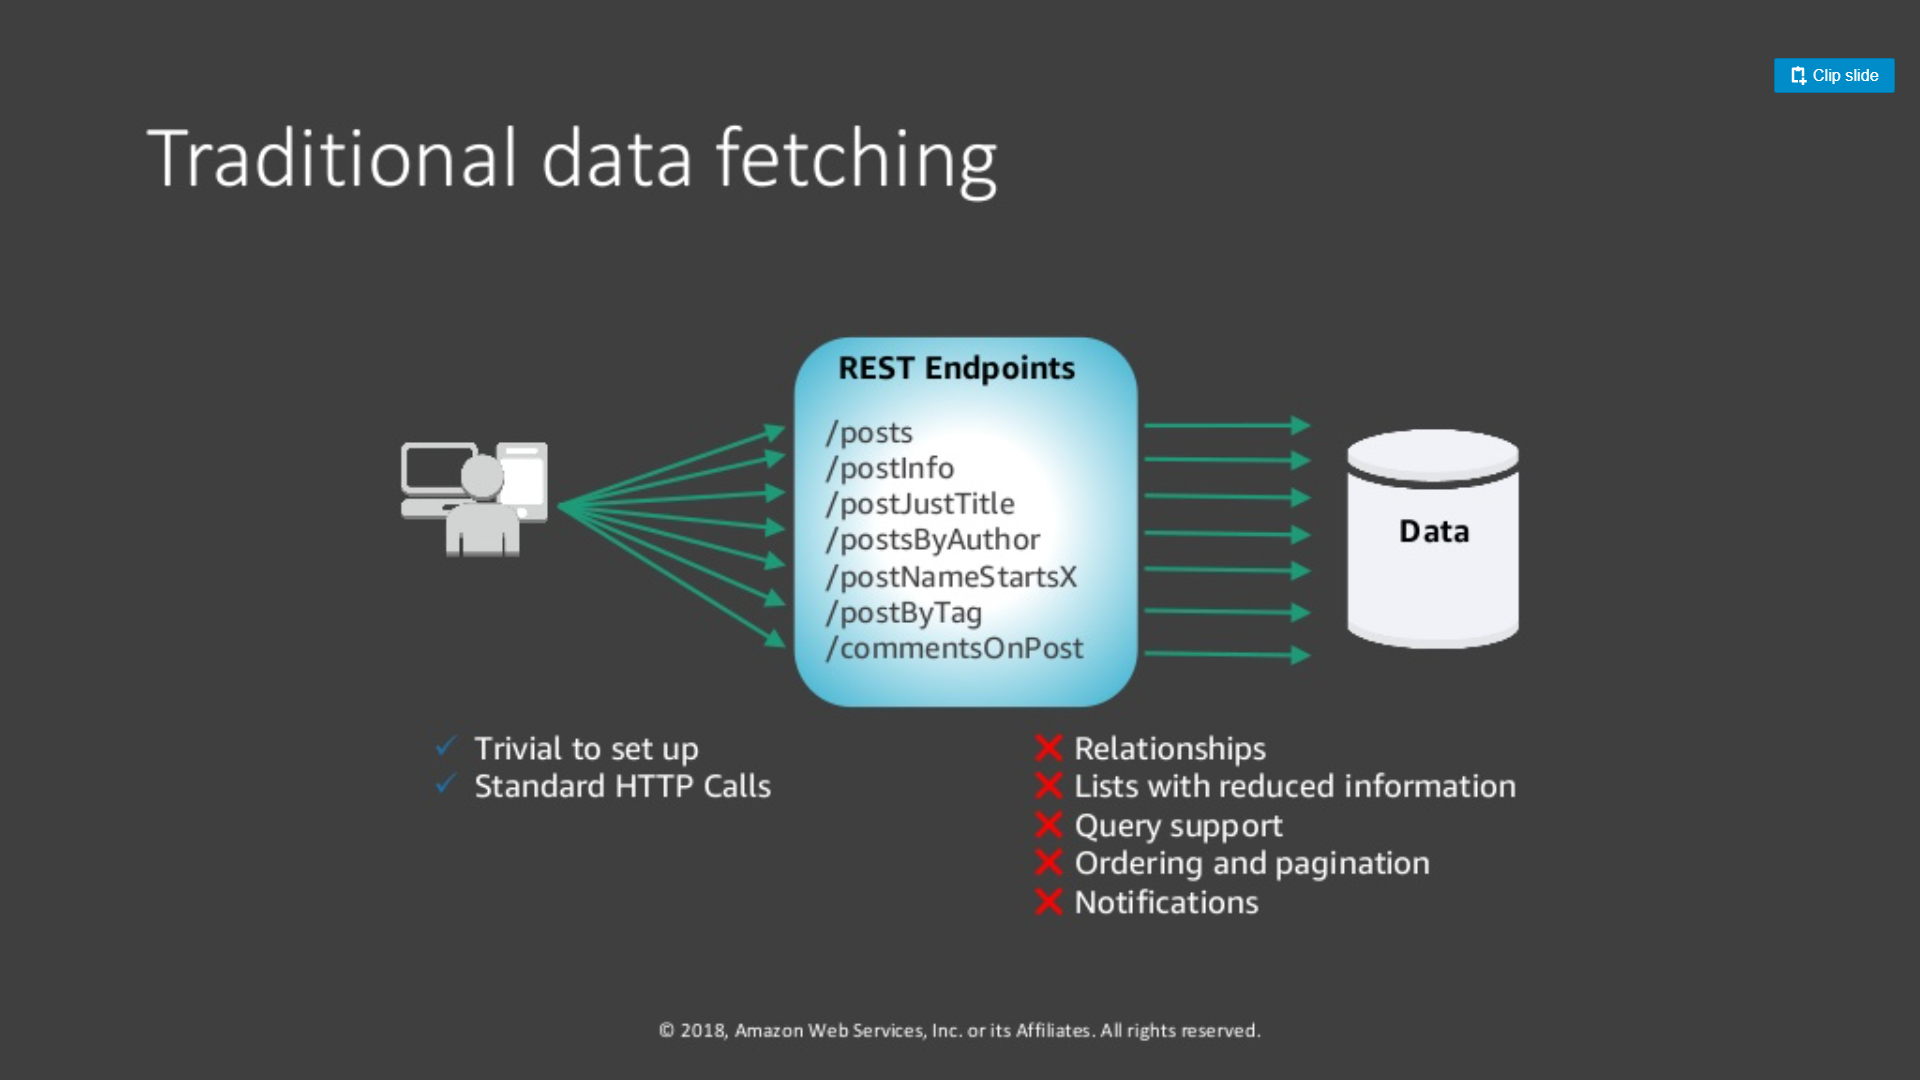 Clip slide
Traditional data fetching
REST Endpoints
/posts
/postInfo
/postJustTitle
/postsByAuthor
/postNameStartsX
/postByTag
/commentsOnPost
Data
✓ Trivial to set up
✓ Standard HTTP Calls
❌ Relationships
❌ Lists with reduced information
❌ Query support
❌ Ordering and pagination
❌ Notifications
© 2018, Amazon Web Services, Inc. or its Affiliates. All rights reserved.